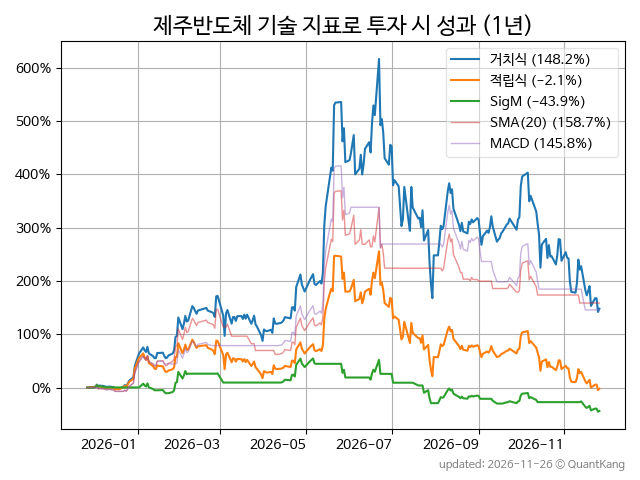 제주반도체 기술 지표로 투자 시 성과 (1년)
거치식 (148.2%)
적립식 (-2.1%)
SigM (-43.9%)
SMA(20) (158.7%)
MACD (145.8%)
600%
500%
400%
300%
200%
100%
0%
2026-01 2026-03 2026-05 2026-07 2026-09 2026-11
updated: 2026-11-26 ⓒ QuantKang